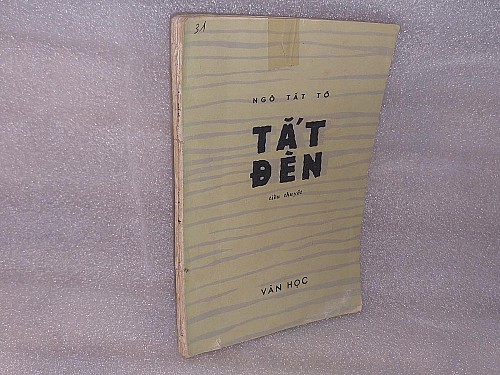 31
NGÔ TẤT TỐ
TẮT
ĐÈN
tiểu thuyết
VĂN HỌC